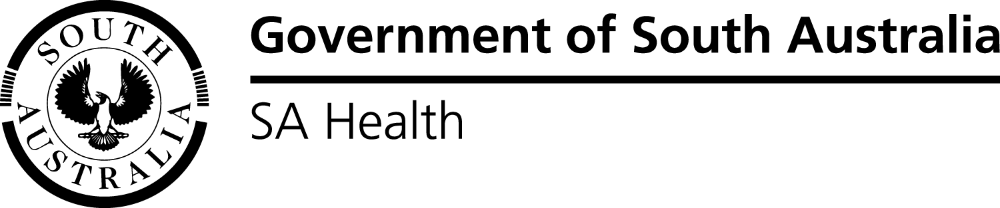 SOUTH
AUSTRALIA
Government of South Australia
SA Health